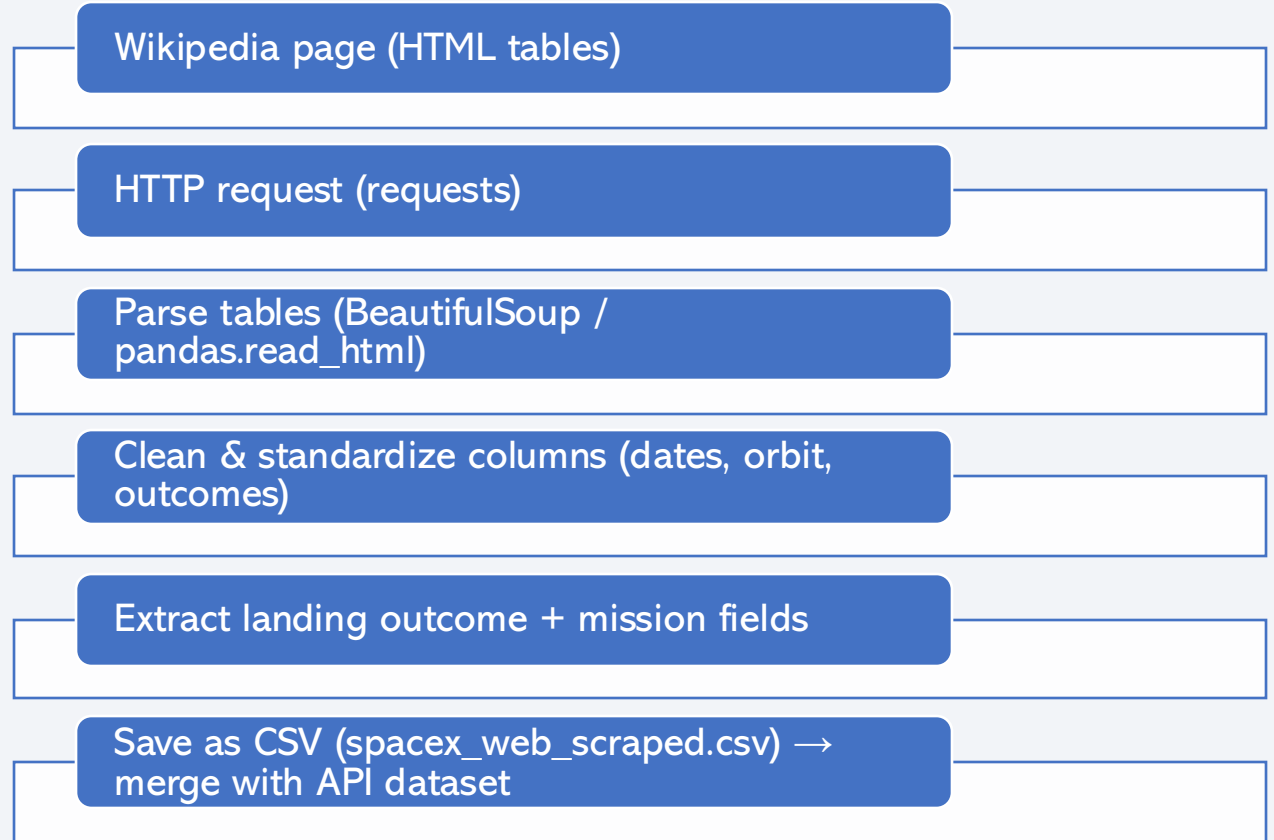 Wikipedia page (HTML tables)
HTTP request (requests)
Parse tables (BeautifulSoup /
pandas.read_html)
Clean & standardize columns (dates, orbit,
outcomes)
Extract landing outcome + mission fields
Save as CSV (spacex_web_scraped.csv) →
merge with API dataset